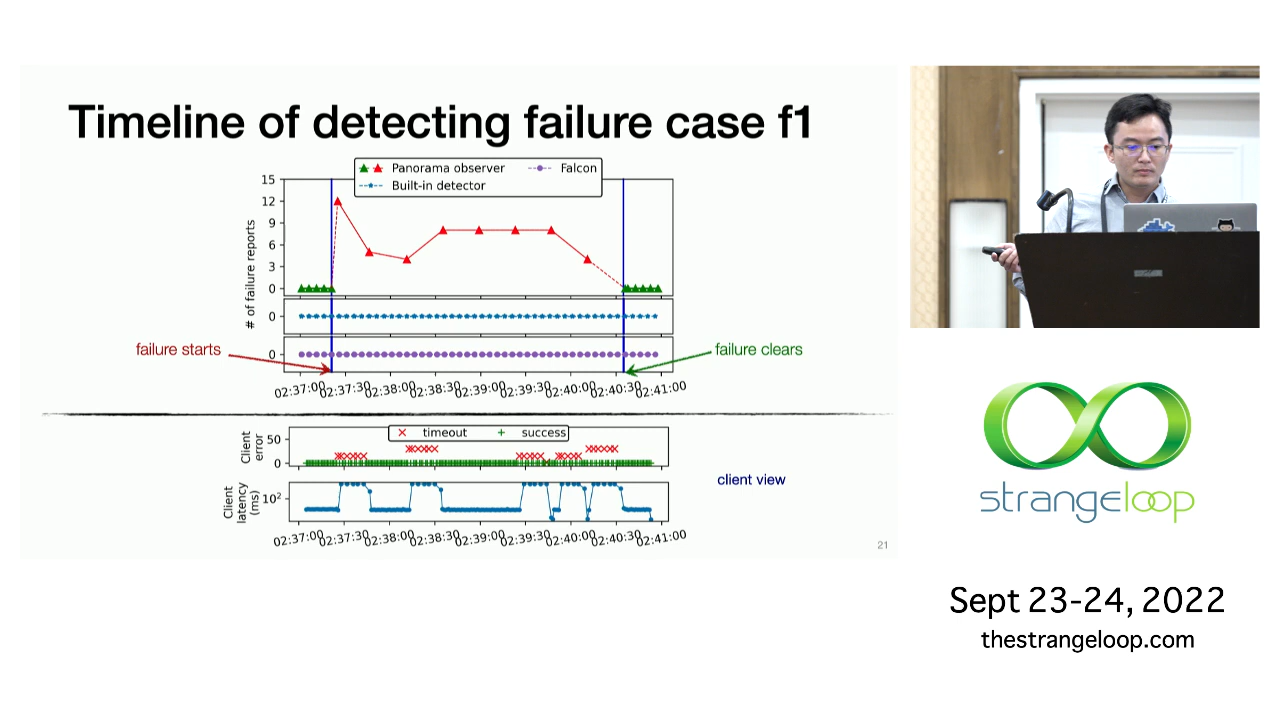 Timeline of detecting failure case f1
Panorama observer
Falcon
Built-in detector
# of failure reports
15
12
9
6
3
0
0
0
failure starts
failure clears
02:37:00 02:37:30 02:38:00 02:38:30 02:39:00 02:39:30 02:40:00 02:40:30 02:41:00
timeout
success
Client
error
50
0
client view
Client
latency
(ms)
10²
02:37:00 02:37:30 02:38:00 02:38:30 02:39:00 02:39:30 02:40:00 02:40:30 02:41:00
21
strangeloop
Sept 23-24, 2022
thestrangeloop.com